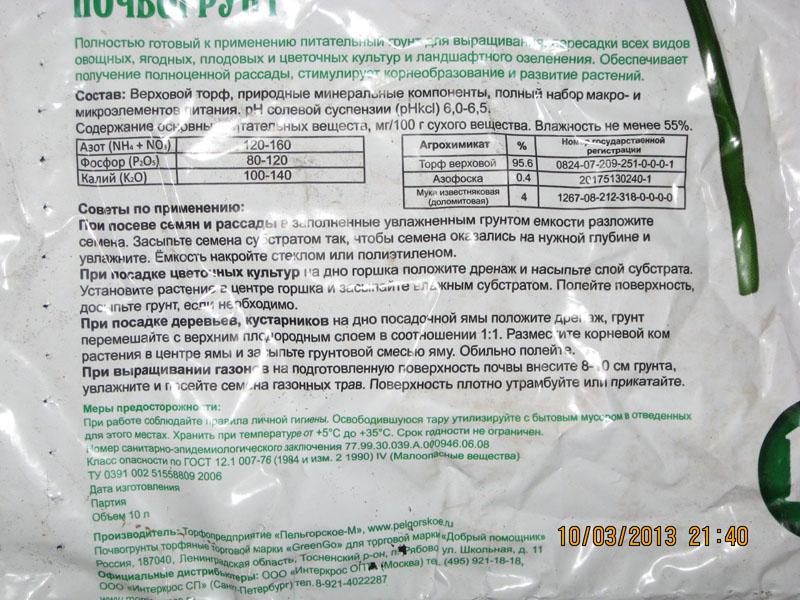 ПОЧВОГРУНТ
Полностью готовый к применению питательный грунт для выращивания, пересадки всех видов
овощных, ягодных, плодовых и цветочных культур и ландшафтного озеленения. Обеспечивает
получение полноценной рассады, стимулирует корнеобразование и развитие растений.
Состав: Верховой торф, природные минеральные компоненты, полный набор макро- и
микроэлементов питания. pH солевой суспензии (pHkcl) 6,0-6,5.
Содержание основных питательных веществ, мг/100 г сухого вещества. Влажность не менее 55%.
Азот (NH₄ + NO₃) 120-160
Фосфор (P₂O₅) 80-120
Калий (K₂O) 100-140
Агрохимикат % Номер государственной регистрации
Торф верховой 95.6 0824-07-209-251-0-0-0-1
Азофоска 0.4 20175130240-1
Мука известняковая (доломитовая) 4 1267-08-212-318-0-0-0-0
Советы по применению:
При посеве семян и рассады в заполненные увлажненным грунтом емкости разложите
семена. Засыпьте семена субстратом так, чтобы семена оказались на нужной глубине и
увлажните. Ёмкость накройте стеклом или полиэтиленом.
При посадке цветочных культур на дно горшка положите дренаж и насыпьте слой субстрата.
Установите растение в центре горшка и засыпайте влажным субстратом. Полейте поверхность,
досыпьте грунт, если необходимо.
При посадке деревьев, кустарников на дно посадочной ямы положите дренаж, грунт
перемешайте с верхним плодородным слоем в соотношении 1:1. Разместите корневой ком
растения в центре ямы и засыпьте грунтовой смесью яму. Обильно полейте.
При выращивании газонов на подготовленную поверхность почвы внесите 8-10 см грунта,
увлажните и посейте семена газонных трав. Поверхность плотно утрамбуйте или прикатайте.
Меры предосторожности:
При работе соблюдайте правила личной гигиены. Освободившуюся тару утилизируйте с бытовым мусором в отведенных
для этого местах. Хранить при температуре от +5°С до +35°С. Срок годности не ограничен.
Номер санитарно-эпидемиологического заключения 77.99.30.039.А.000946.06.08
Класс опасности по ГОСТ 12.1 007-76 (1984 и изм. 2 1990) IV (Малоопасные вещества)
ТУ 0391 002 51558809 2006
Дата изготовления
Партия
Объем 10 л
Производитель: Торфопредприятие «Пельгорское-М», www.pelgorskoe.ru
Почвогрунты торфяные торговой марки «GreenGo» для торговой марки «Добрый помощник»
Россия, 187040, Ленинградская область, Тосненский р-он, п. Рябово ул. Школьная, д. 11
Официальные дистрибьютеры: ООО «Интеркрос ОПТ» (Москва) тел. (495) 921-18-18,
ООО «Интеркрос СП» (Санкт-Петербург) тел. 8-921-4022287
10/03/2013 21:40